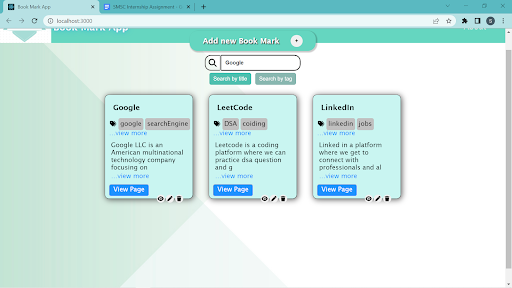 Book Mark App
SMSC Internship Assignment -
localhost:3000
Book Mark App
Add new Book Mark +
Google
Search by title
Search by tag
Google
google searchEngine
...view more
Google LLC is an
American multinational
technology company
focusing on
...view more
View Page
LeetCode
DSA coiding
...view more
Leetcode is a coding
platform where we can
practice dsa question
and g
...view more
View Page
LinkedIn
linkedin jobs
...view more
Linked in a platform
where we get to
connect with
professionals and al
...view more
View Page